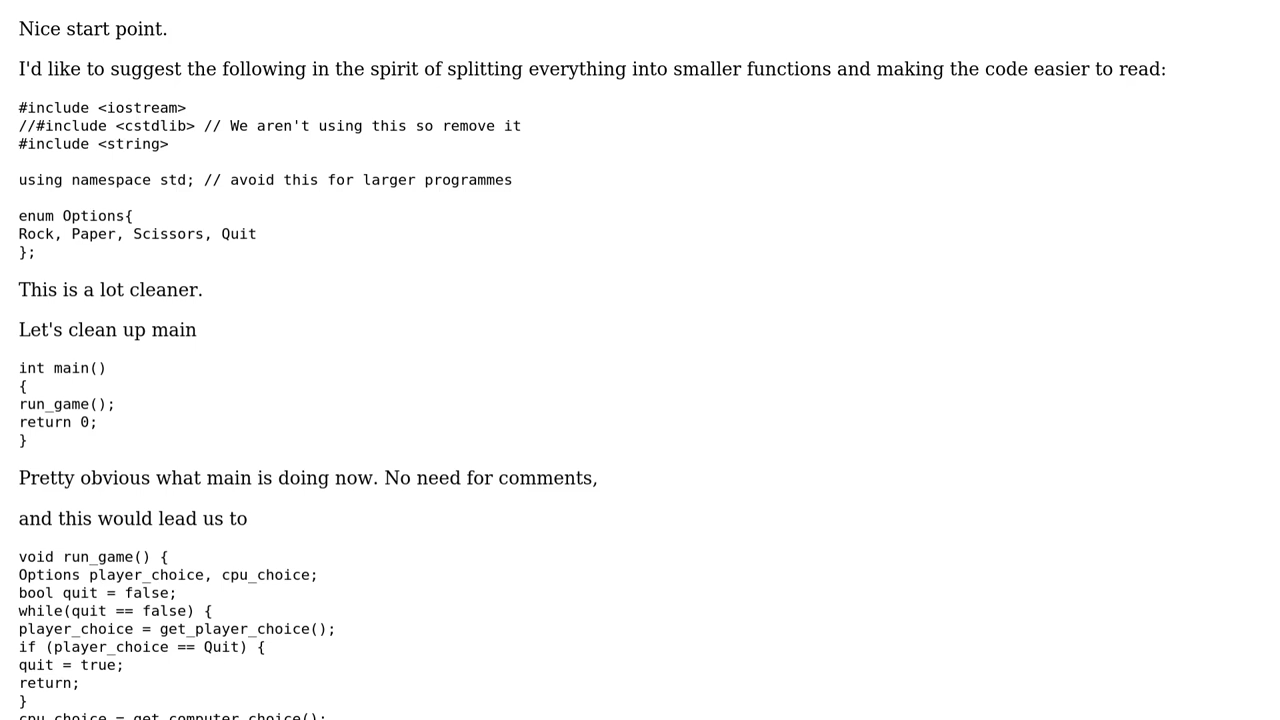 Nice start point.
I'd like to suggest the following in the spirit of splitting everything into smaller functions and making the code easier to read:
#include <iostream>
//#include <cstdlib> // We aren't using this so remove it
#include <string>
using namespace std; // avoid this for larger programmes
enum Options{
Rock, Paper, Scissors, Quit
};
This is a lot cleaner.
Let's clean up main
int main()
{
run_game();
return 0;
}
Pretty obvious what main is doing now. No need for comments,
and this would lead us to
void run_game() {
Options player_choice, cpu_choice;
bool quit = false;
while(quit == false) {
player_choice = get_player_choice();
if (player_choice == Quit) {
quit = true;
return;
}
cpu_choice = get_computer_choice();